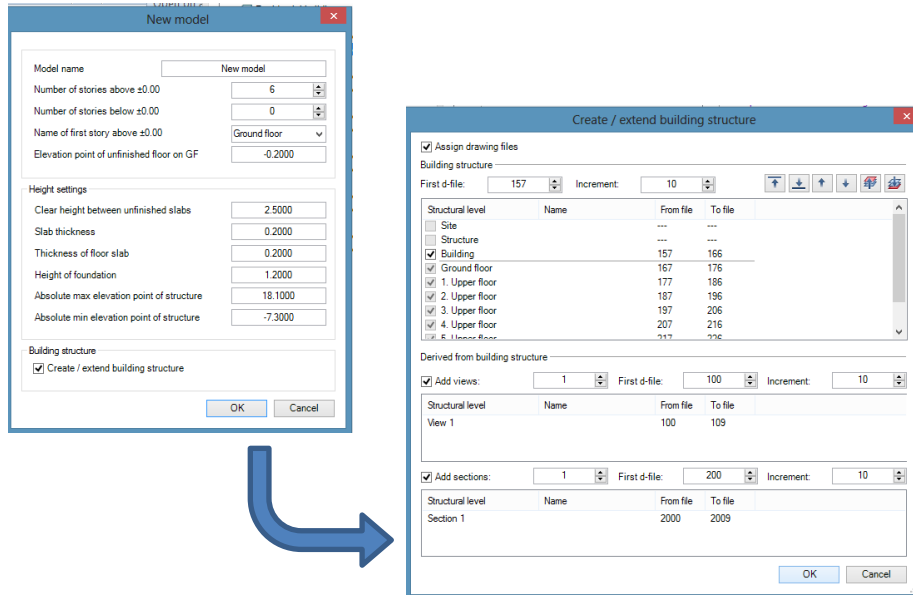 New model
Model name New model
Number of stories above ±0.00 6
Number of stories below ±0.00 0
Name of first story above ±0.00 Ground floor
Elevation point of unfinished floor on GF -0.2000
Height settings
Clear height between unfinished slabs 2.5000
Slab thickness 0.2000
Thickness of floor slab 0.2000
Height of foundation 1.2000
Absolute max elevation point of structure 18.1000
Absolute min elevation point of structure -7.3000
Building structure
Create / extend building structure
OK Cancel
Create / extend building structure
Assign drawing files
Building structure
First d-file: 157 Increment: 10
Structural level Name From file To file
Site --- ---
Structure --- ---
Building 157 166
Ground floor 167 176
1. Upper floor 177 186
2. Upper floor 187 196
3. Upper floor 197 206
4. Upper floor 207 216
5. Upper floor 217 226
Derived from building structure
Add views: 1 First d-file: 100 Increment: 10
Structural level Name From file To file
View 1 100 109
Add sections: 1 First d-file: 200 Increment: 10
Structural level Name From file To file
Section 1 2000 2009
OK Cancel